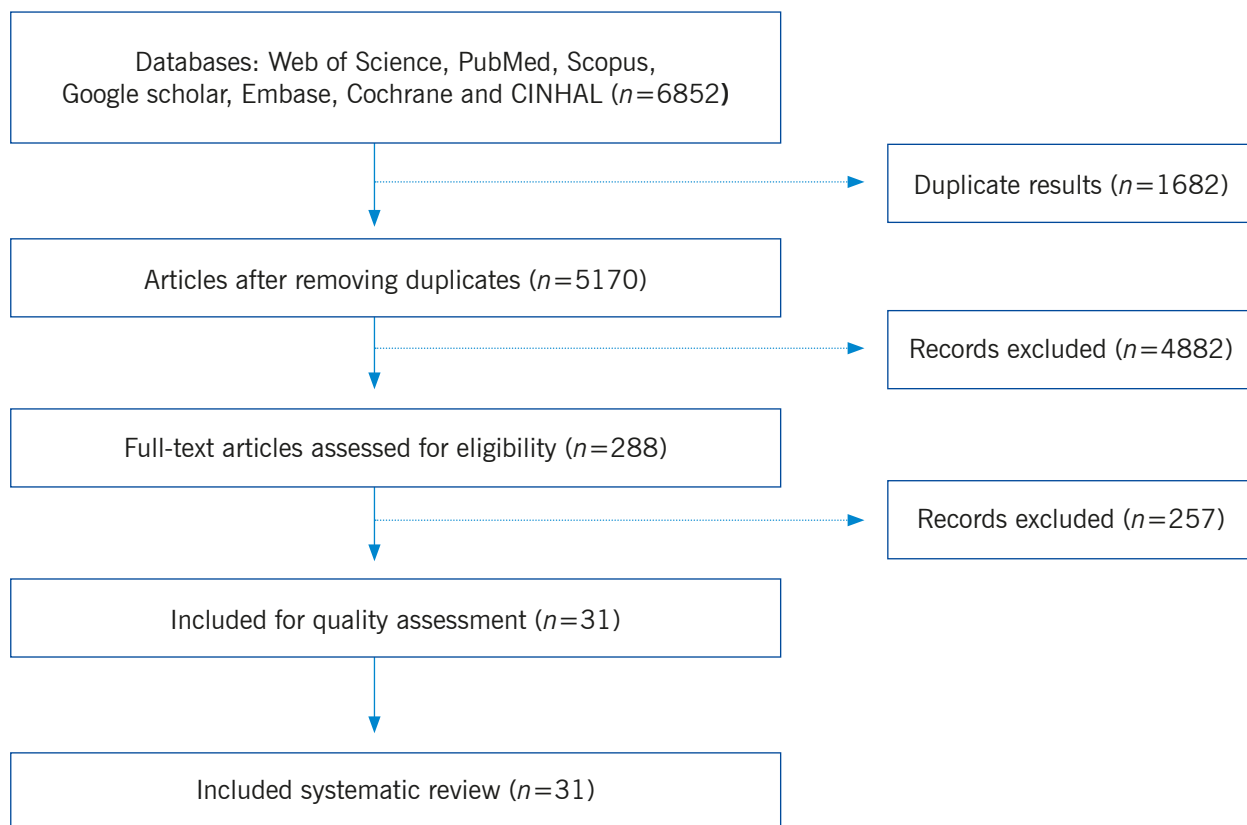 Databases: Web of Science, PubMed, Scopus,
Google scholar, Embase, Cochrane and CINHAL (n=6852)
Duplicate results (n=1682)
Articles after removing duplicates (n=5170)
Records excluded (n=4882)
Full-text articles assessed for eligibility (n=288)
Records excluded (n=257)
Included for quality assessment (n=31)
Included systematic review (n=31)